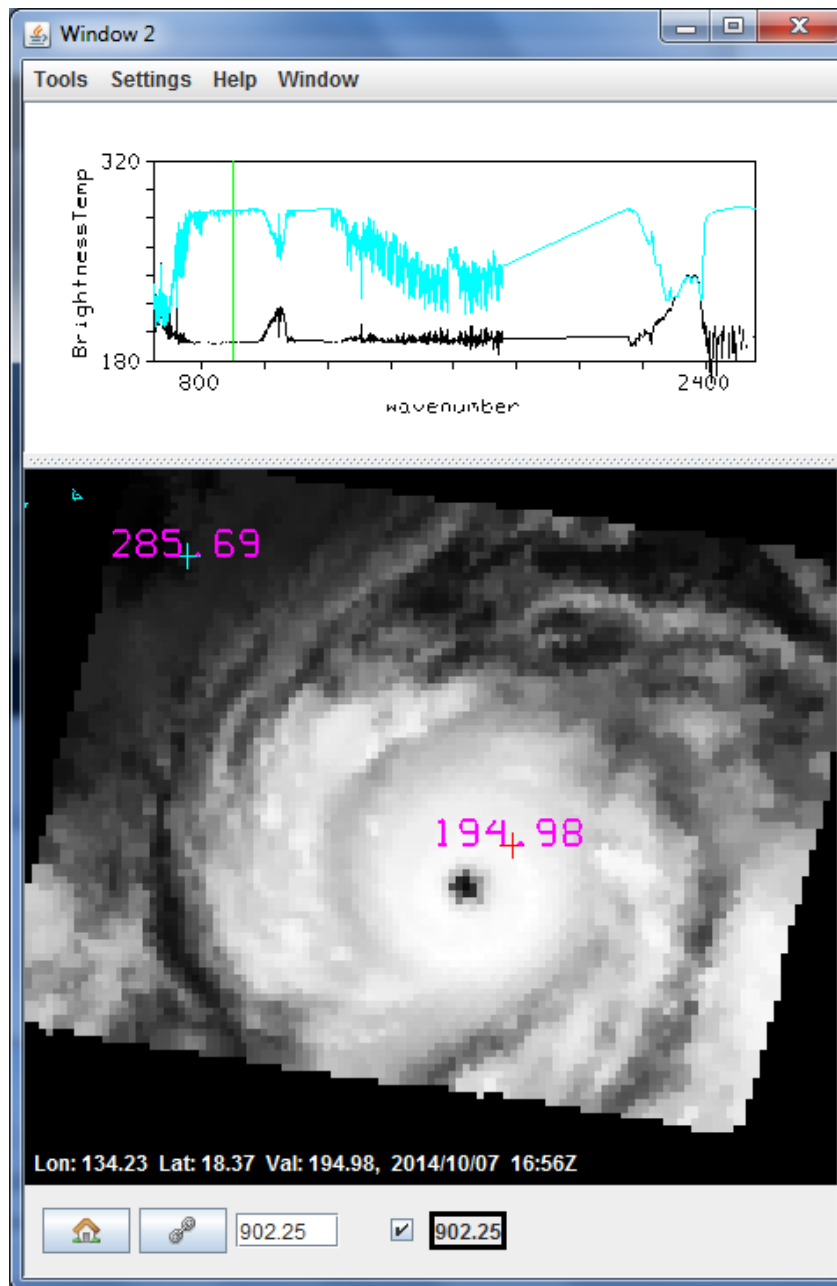 Window 2
Tools Settings Help Window
320
BrightnessTemp
180
800 2400
wavenumber
285.69
194.98
Lon: 134.23 Lat: 18.37 Val: 194.98, 2014/10/07 16:56Z
902.25 902.25